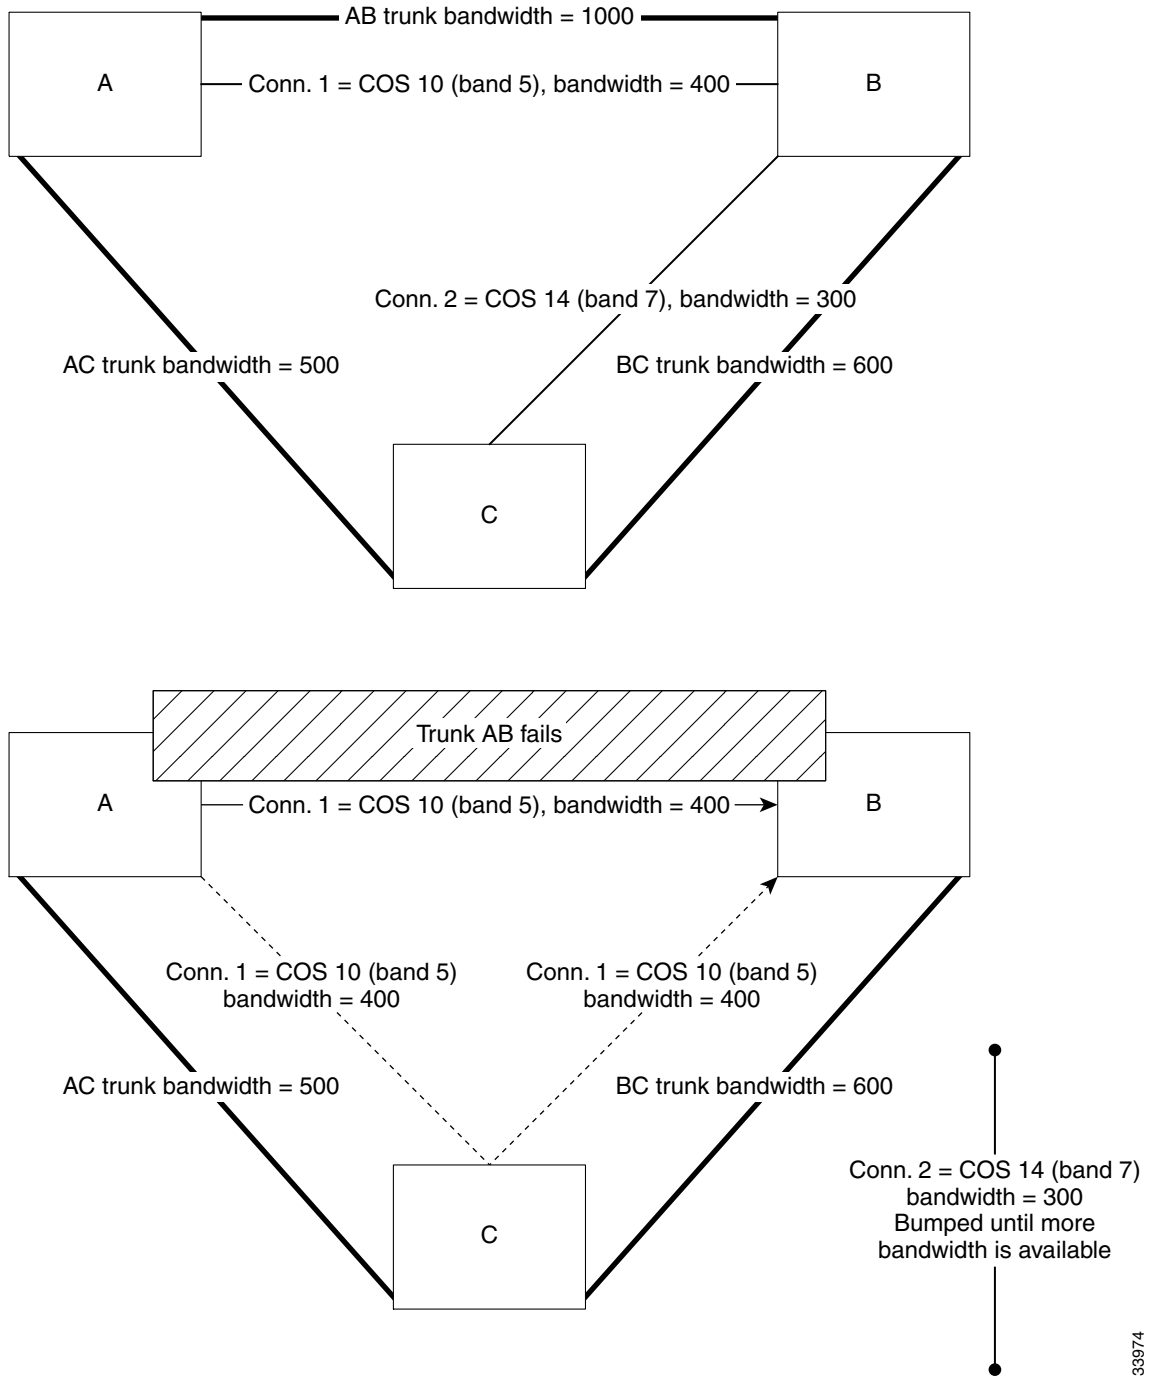 AB trunk bandwidth = 1000
A
Conn. 1 = COS 10 (band 5), bandwidth = 400
B
Conn. 2 = COS 14 (band 7), bandwidth = 300
AC trunk bandwidth = 500
BC trunk bandwidth = 600
C
Trunk AB fails
A
Conn. 1 = COS 10 (band 5), bandwidth = 400
B
Conn. 1 = COS 10 (band 5)
bandwidth = 400
Conn. 1 = COS 10 (band 5)
bandwidth = 400
AC trunk bandwidth = 500
BC trunk bandwidth = 600
Conn. 2 = COS 14 (band 7)
bandwidth = 300
Bumped until more
bandwidth is available
C
33974